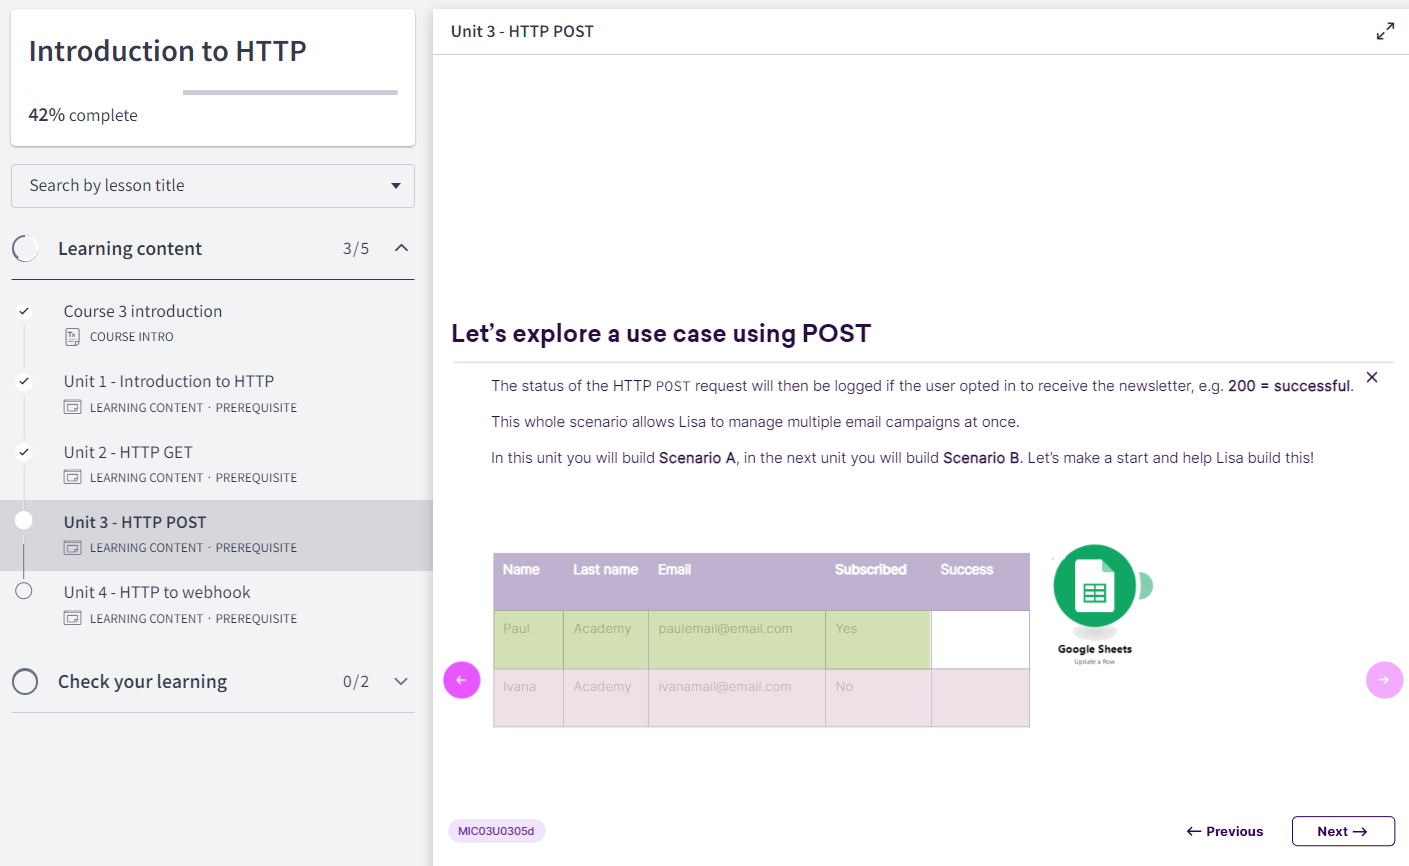 Introduction to HTTP
42% complete
Search by lesson title
Learning content 3/5
Course 3 introduction
COURSE INTRO
Unit 1 - Introduction to HTTP
LEARNING CONTENT · PREREQUISITE
Unit 2 - HTTP GET
LEARNING CONTENT · PREREQUISITE
Unit 3 - HTTP POST
LEARNING CONTENT · PREREQUISITE
Unit 4 - HTTP to webhook
LEARNING CONTENT · PREREQUISITE
Check your learning 0/2
Unit 3 - HTTP POST
Let's explore a use case using POST
The status of the HTTP POST request will then be logged if the user opted in to receive the newsletter, e.g. 200 = successful.
This whole scenario allows Lisa to manage multiple email campaigns at once.
In this unit you will build Scenario A, in the next unit you will build Scenario B. Let's make a start and help Lisa build this!
Name Last name Email Subscribed Success
Paul Academy paulemail@email.com Yes
Ivana Academy ivanamail@email.com No
Google Sheets
Update a Row
MIC03U0305d
← Previous Next →